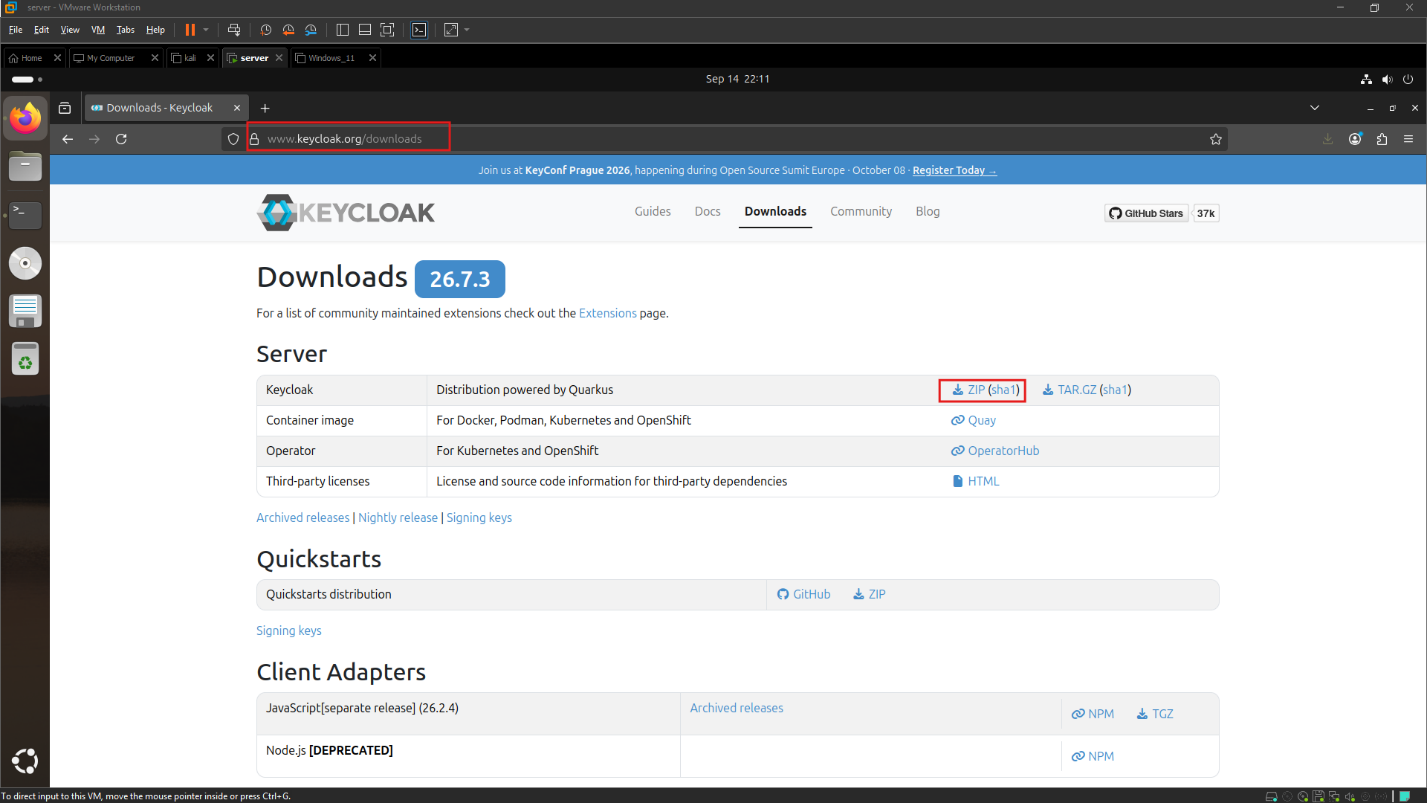 server - VMware Workstation
File Edit View VM Tabs Help
Home My Computer kali server Windows_11
Sep 14 22:11
Downloads - Keycloak
www.keycloak.org/downloads
Join us at KeyConf Prague 2026, happening during Open Source Sumit Europe · October 08 · Register Today →
KEYCLOAK Guides Docs Downloads Community Blog GitHub Stars 37k
Downloads 26.7.3
For a list of community maintained extensions check out the Extensions page.
Server
Keycloak Distribution powered by Quarkus ZIP (sha1) TAR.GZ (sha1)
Container image For Docker, Podman, Kubernetes and OpenShift Quay
Operator For Kubernetes and OpenShift OperatorHub
Third-party licenses License and source code information for third-party dependencies HTML
Archived releases | Nightly release | Signing keys
Quickstarts
Quickstarts distribution GitHub ZIP
Signing keys
Client Adapters
JavaScript[separate release] (26.2.4) Archived releases NPM TGZ
Node.js [DEPRECATED] NPM
To direct input to this VM, move the mouse pointer inside or press Ctrl+G.